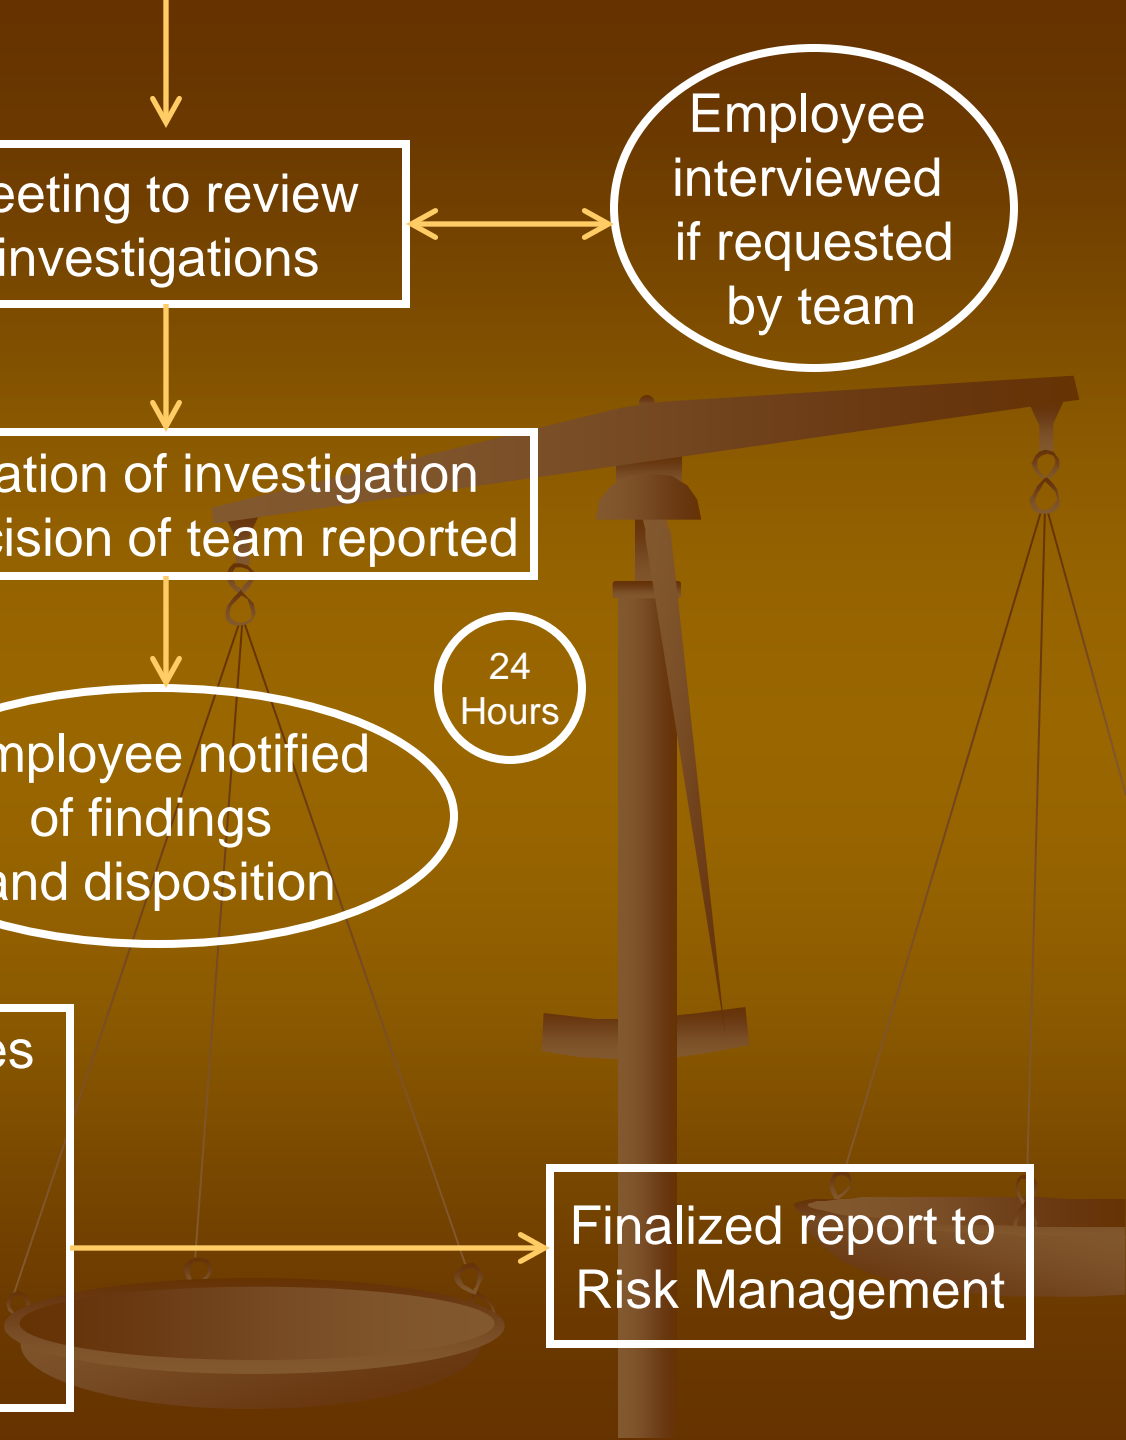 eeting to review
investigations
Employee
interviewed
if requested
by team
ation of investigation
cision of team reported
24
Hours
mployee notified
of findings
and disposition
es
Finalized report to
Risk Management